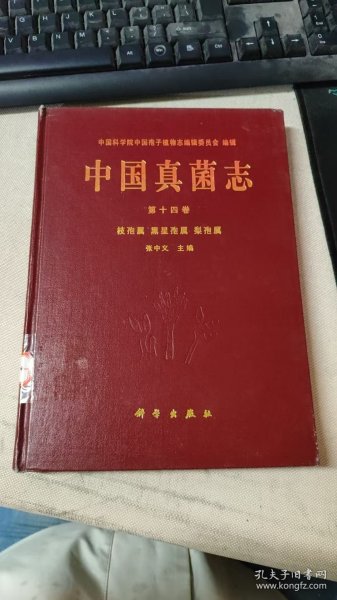 中国科学院中国孢子植物志编辑委员会 编辑
中国真菌志
第十四卷
枝孢属 黑星孢属 梨孢属
张中义 主编
科学出版社
孔夫子旧书网
www.kongfz.com